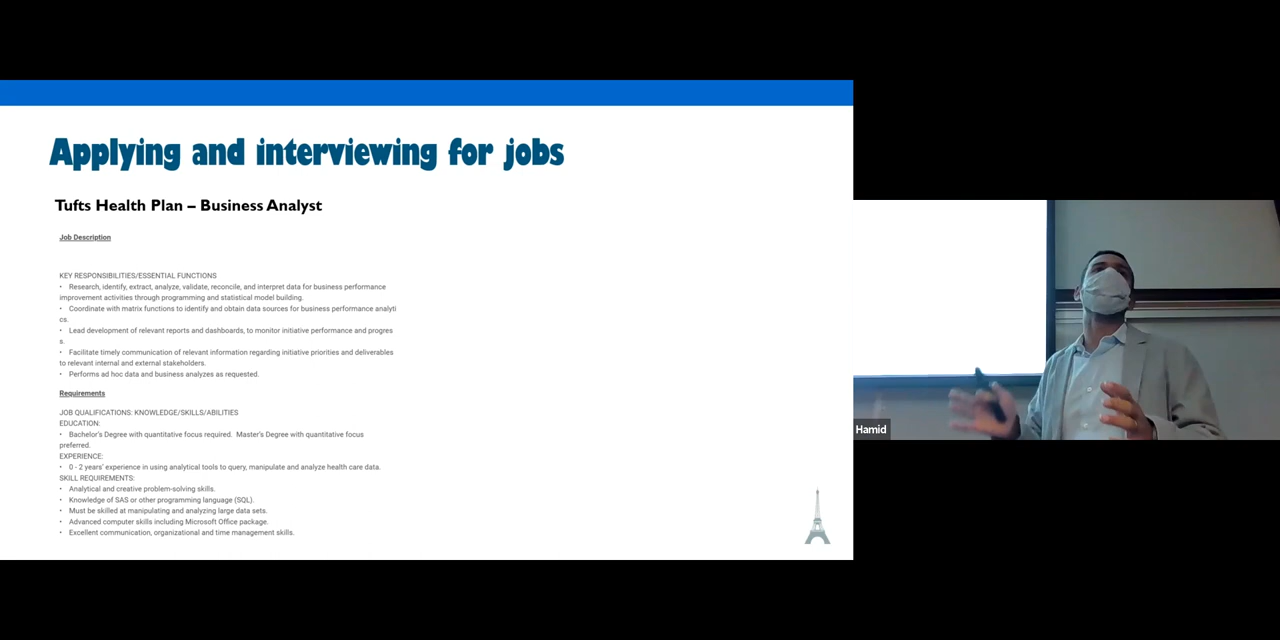 Applying and interviewing for jobs
Tufts Health Plan – Business Analyst
Job Description
KEY RESPONSIBILITIES/ESSENTIAL FUNCTIONS
• Research, identify, extract, analyze, validate, reconcile, and interpret data for business performance
improvement activities through programming and statistical model building.
• Coordinate with matrix functions to identify and obtain data sources for business performance analyti
cs.
• Lead development of relevant reports and dashboards, to monitor initiative performance and progres
s.
• Facilitate timely communication of relevant information regarding initiative priorities and deliverables
to relevant internal and external stakeholders.
• Performs ad hoc data and business analyzes as requested.
Requirements
JOB QUALIFICATIONS: KNOWLEDGE/SKILLS/ABILITIES
EDUCATION:
• Bachelor's Degree with quantitative focus required. Master's Degree with quantitative focus
preferred.
EXPERIENCE:
• 0 - 2 years' experience in using analytical tools to query, manipulate and analyze health care data.
SKILL REQUIREMENTS:
• Analytical and creative problem-solving skills.
• Knowledge of SAS or other programming language (SQL).
• Must be skilled at manipulating and analyzing large data sets.
• Advanced computer skills including Microsoft Office package.
• Excellent communication, organizational and time management skills.
Hamid